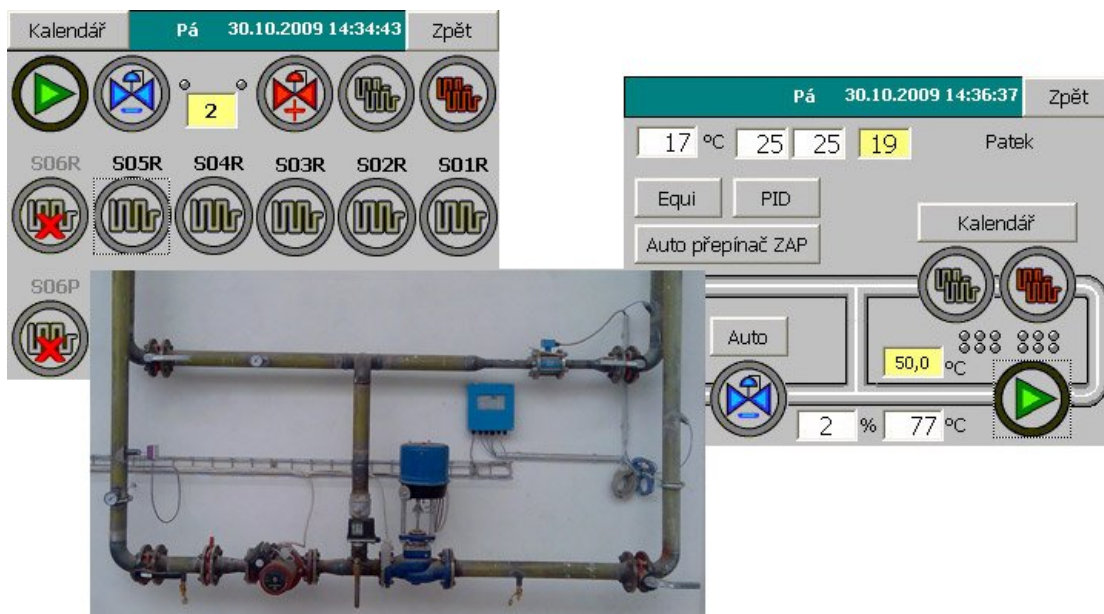 Kalendář Pá 30.10.2009 14:34:43 Zpět
2
S06R S05R S04R S03R S02R S01R
S06P
Pá 30.10.2009 14:36:37 Zpět
17 °C 25 25 19 Patek
Equi PID
Kalendář
Auto přepínač ZAP
Auto
50,0 °C
2 % 77 °C